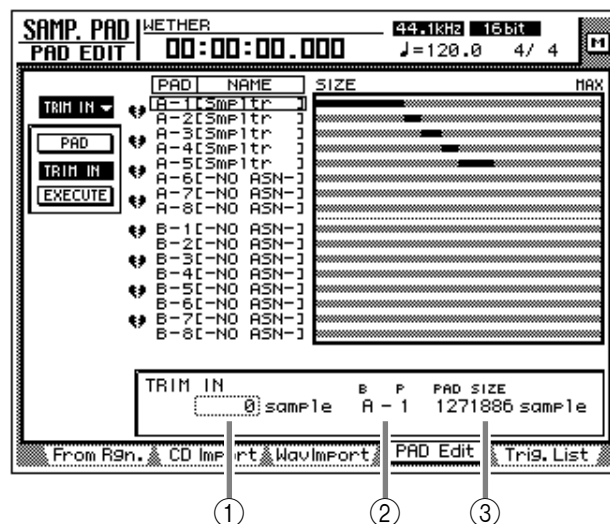 SAMP. PAD
PAD EDIT
WETHER
00:00:00.000
44.1kHz 16bit
♩=120.0 4/ 4
M
TRIM IN
PAD
TRIM IN
EXECUTE
PAD NAME SIZE MAX
A-1[Smpltr ]
A-2[Smpltr ]
A-3[Smpltr ]
A-4[Smpltr ]
A-5[Smpltr ]
A-6[-NO ASN-]
A-7[-NO ASN-]
A-8[-NO ASN-]
B-1[-NO ASN-]
B-2[-NO ASN-]
B-3[-NO ASN-]
B-4[-NO ASN-]
B-5[-NO ASN-]
B-6[-NO ASN-]
B-7[-NO ASN-]
B-8[-NO ASN-]
TRIM IN B P PAD SIZE
0 sample A - 1 1271886 sample
From Rgn. CD Import WavImport PAD Edit Trig. List
1 2 3